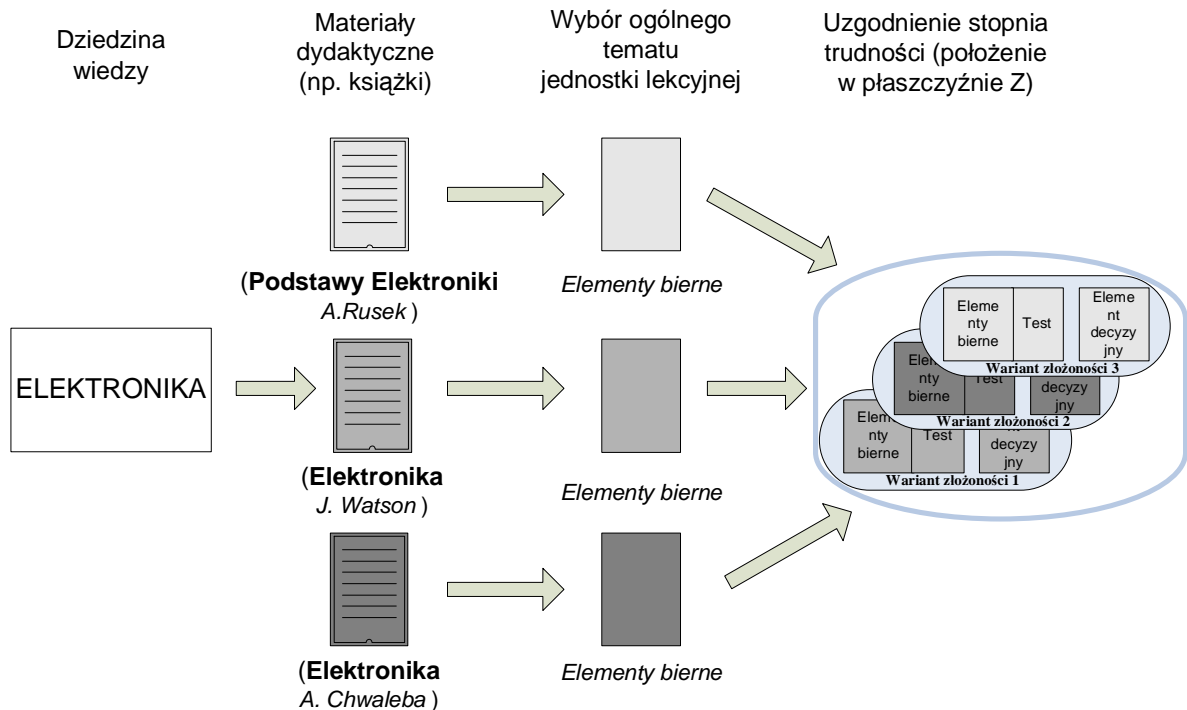 Dziedzina
wiedzy
Materiały
dydaktyczne
(np. książki)
Wybór ogólnego
tematu
jednostki lekcyjnej
Uzgodnienie stopnia
trudności (położenie
w płaszczyźnie Z)
(Podstawy Elektroniki
A.Rusek )
Elementy bierne
ELEKTRONIKA
(Elektronika
J. Watson )
Elementy bierne
(Elektronika
A. Chwaleba )
Elementy bierne
Eleme
nty
bierne
Test
Eleme
nt
decyzy
jny
Wariant złożoności 3
Eleme
nty
bierne
Test
decyzy
jny
Wariant złożoności 2
Eleme
nty
bierne
Test
nt
decyzy
jny
Wariant złożoności 1